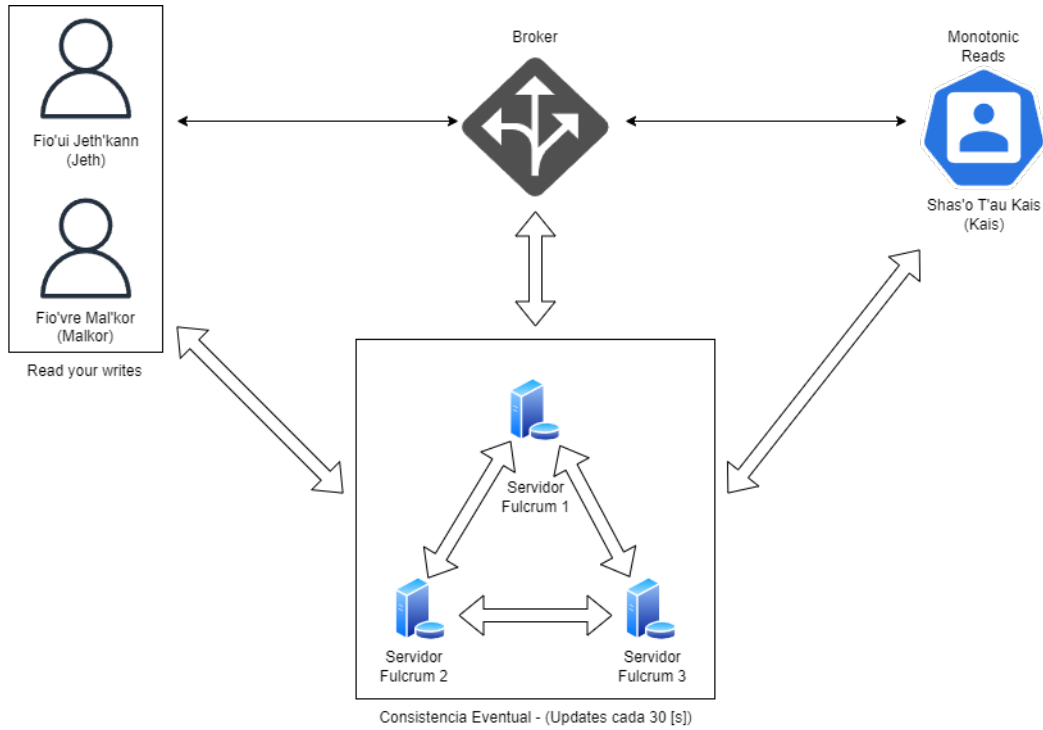 Broker
Monotonic
Reads
Fio'ui Jeth'kann
(Jeth)
Shas'o T'au Kais
(Kais)
Fio'vre Mal'kor
(Malkor)
Read your writes
Servidor
Fulcrum 1
Servidor
Fulcrum 2
Servidor
Fulcrum 3
Consistencia Eventual - (Updates cada 30 [s])